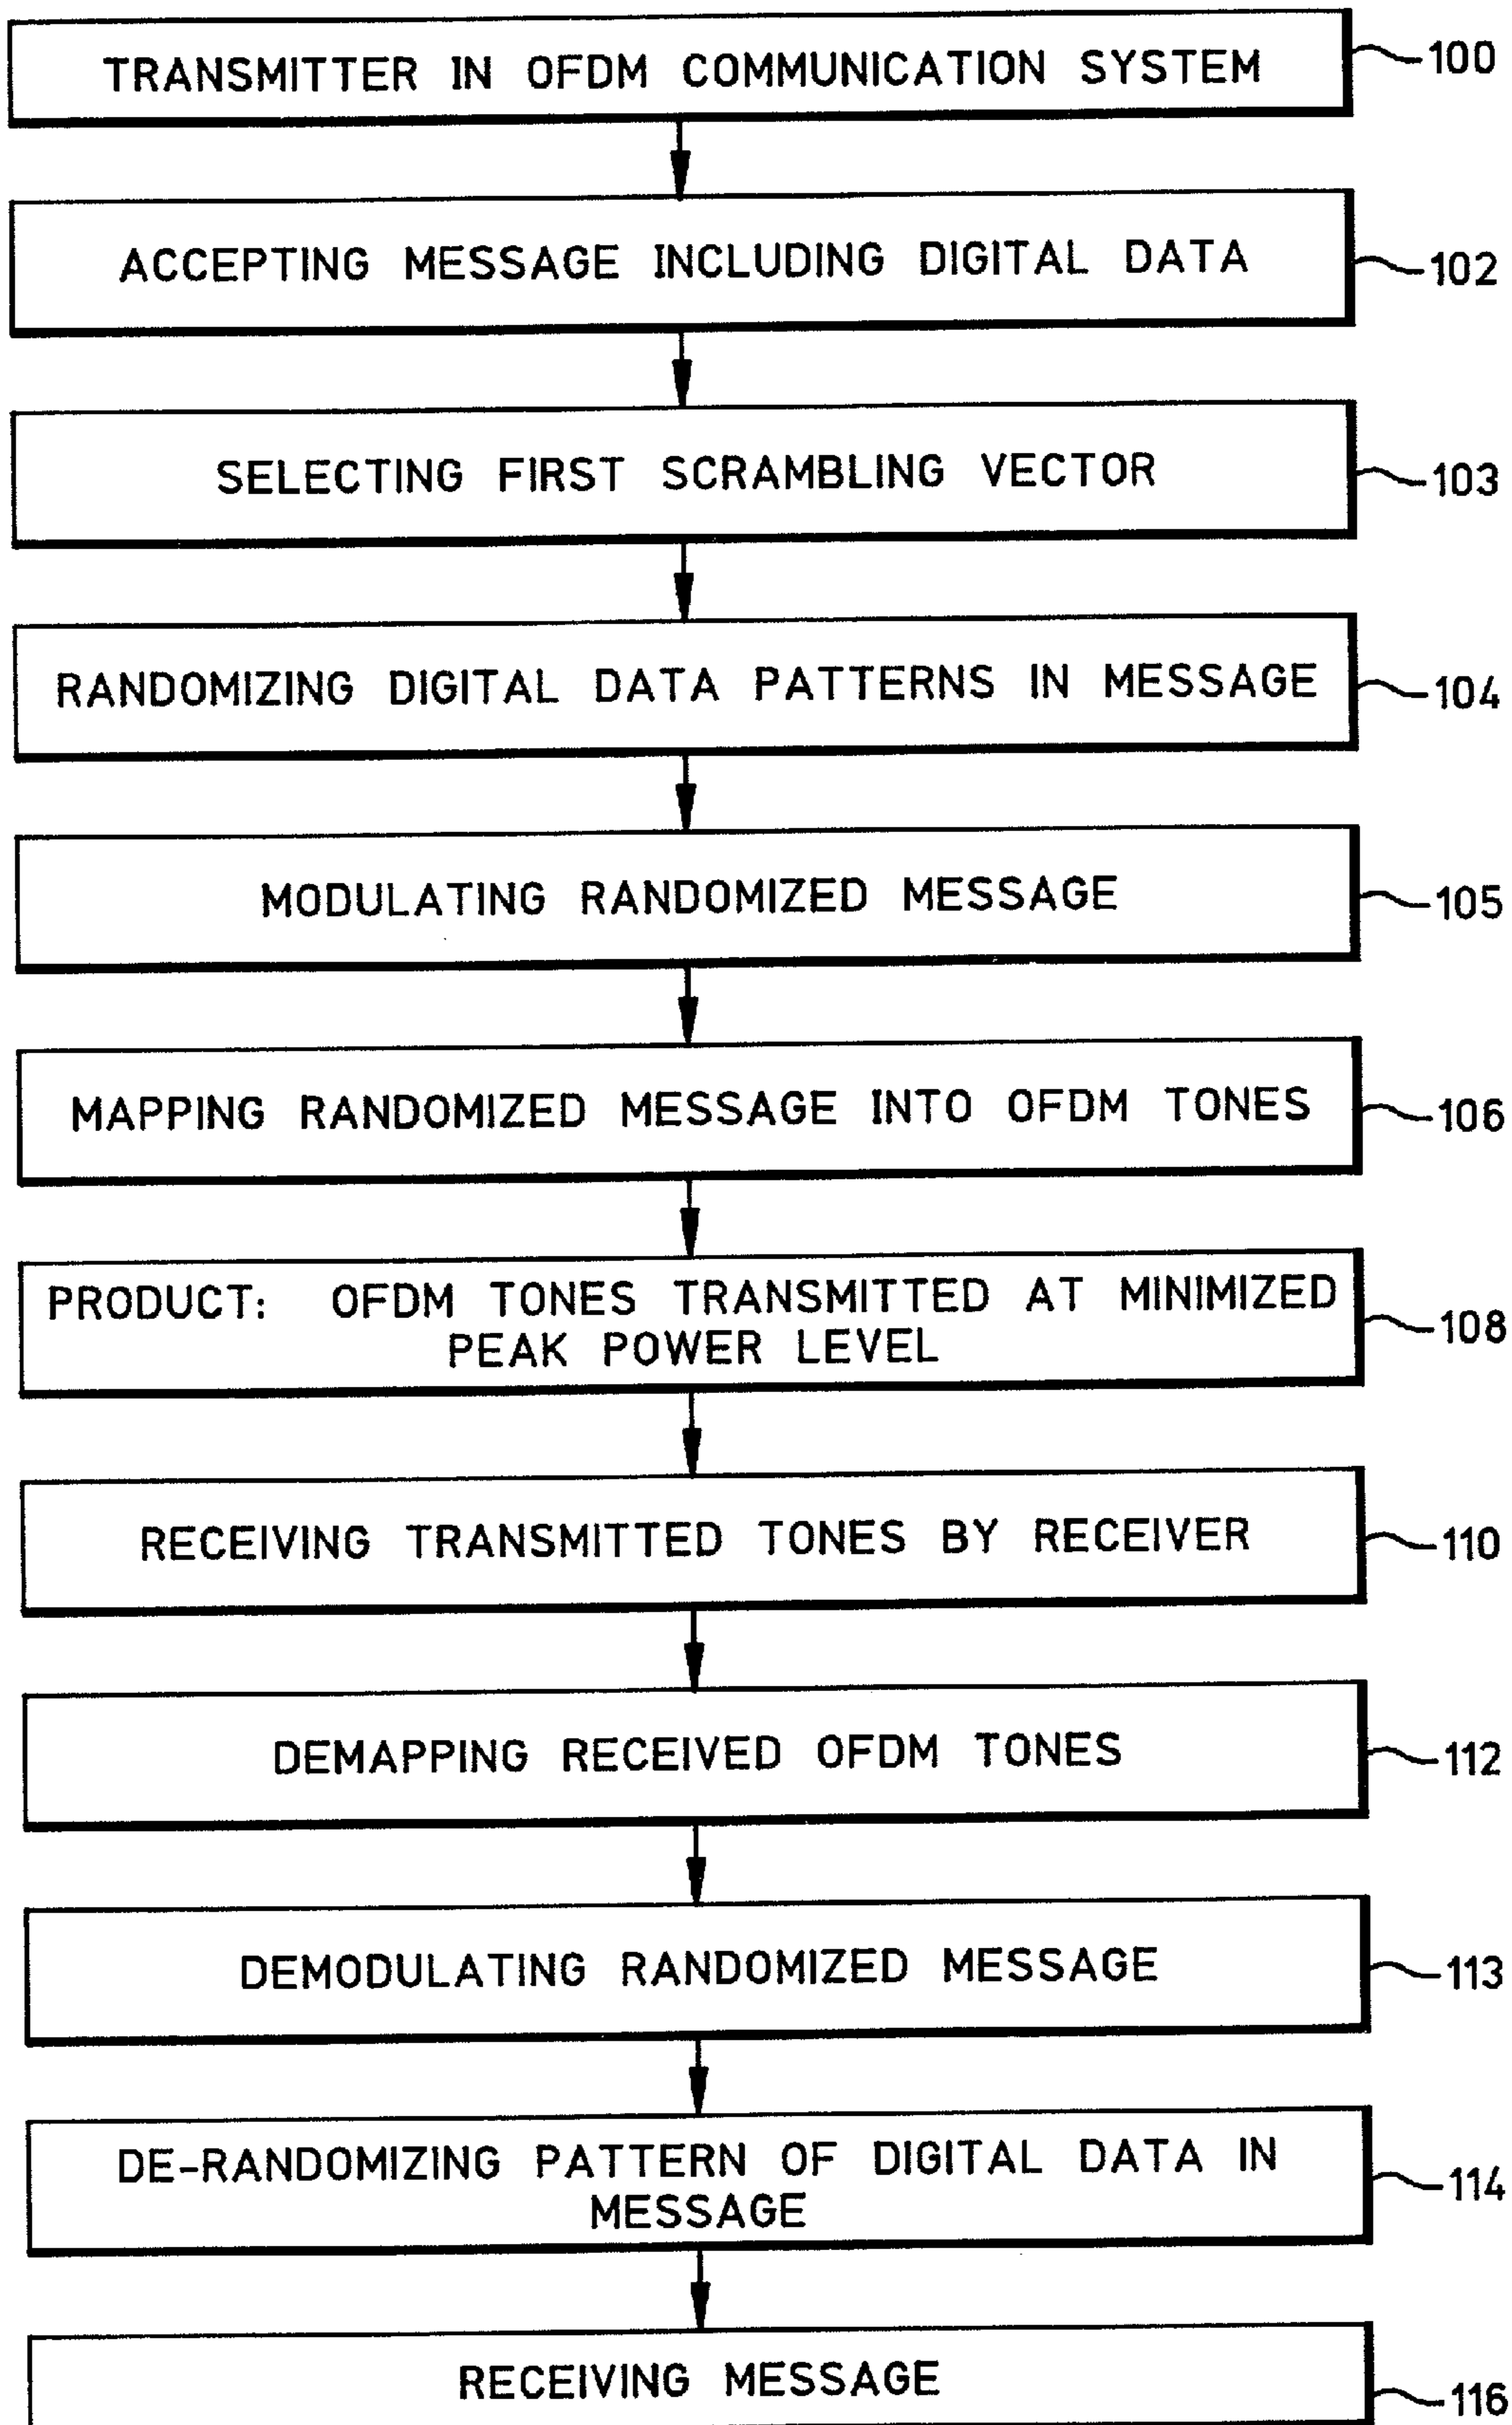 TRANSMITTER IN OFDM COMMUNICATION SYSTEM
100
ACCEPTING MESSAGE INCLUDING DIGITAL DATA
102
SELECTING FIRST SCRAMBLING VECTOR
103
RANDOMIZING DIGITAL DATA PATTERNS IN MESSAGE
104
MODULATING RANDOMIZED MESSAGE
105
MAPPING RANDOMIZED MESSAGE INTO OFDM TONES
106
PRODUCT: OFDM TONES TRANSMITTED AT MINIMIZED
PEAK POWER LEVEL
108
RECEIVING TRANSMITTED TONES BY RECEIVER
110
DEMAPPING RECEIVED OFDM TONES
112
DEMODULATING RANDOMIZED MESSAGE
113
DE-RANDOMIZING PATTERN OF DIGITAL DATA IN
MESSAGE
114
RECEIVING MESSAGE
116